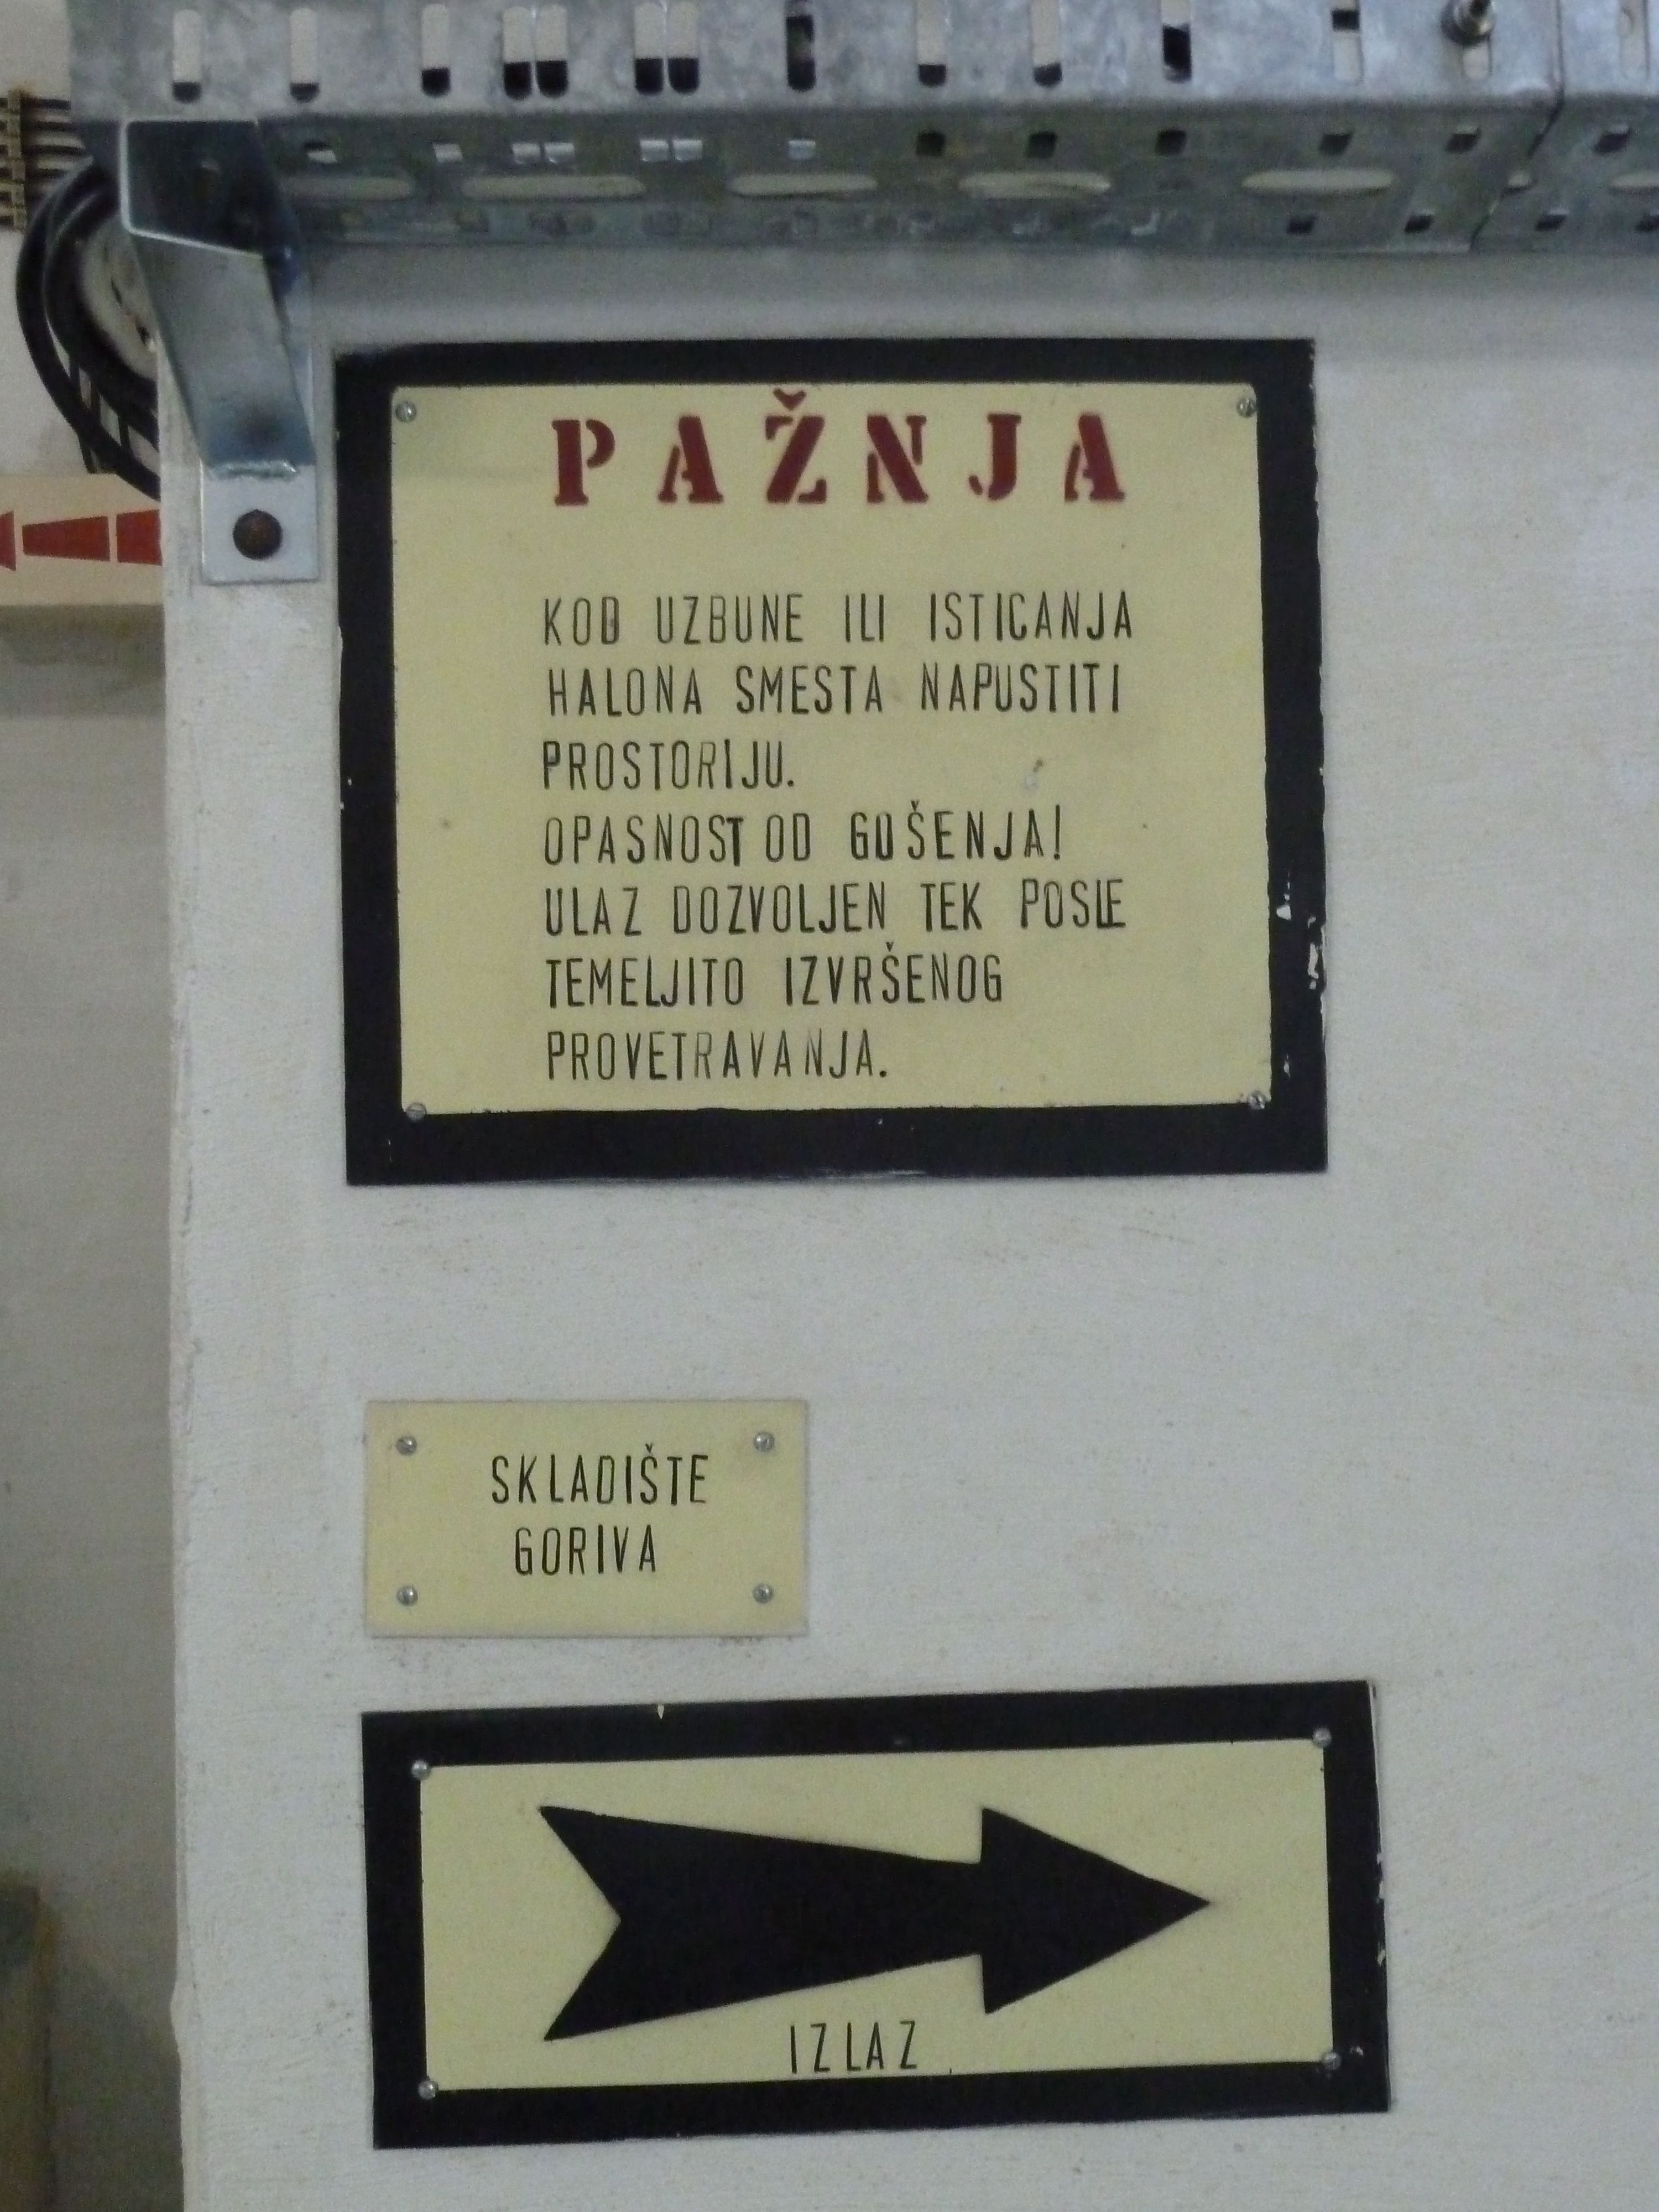 PAŽNJA
KOD UZBUNE ILI ISTICANJA
HALONA SMESTA NAPUSTITI
PROSTORIJU.
OPASNOST OD GUŠENJA!
ULAZ DOZVOLJEN TEK POSLE
TEMELJITO IZVRŠENOG
PROVETRAVANJA.
SKLADIŠTE
GORIVA
IZLAZ